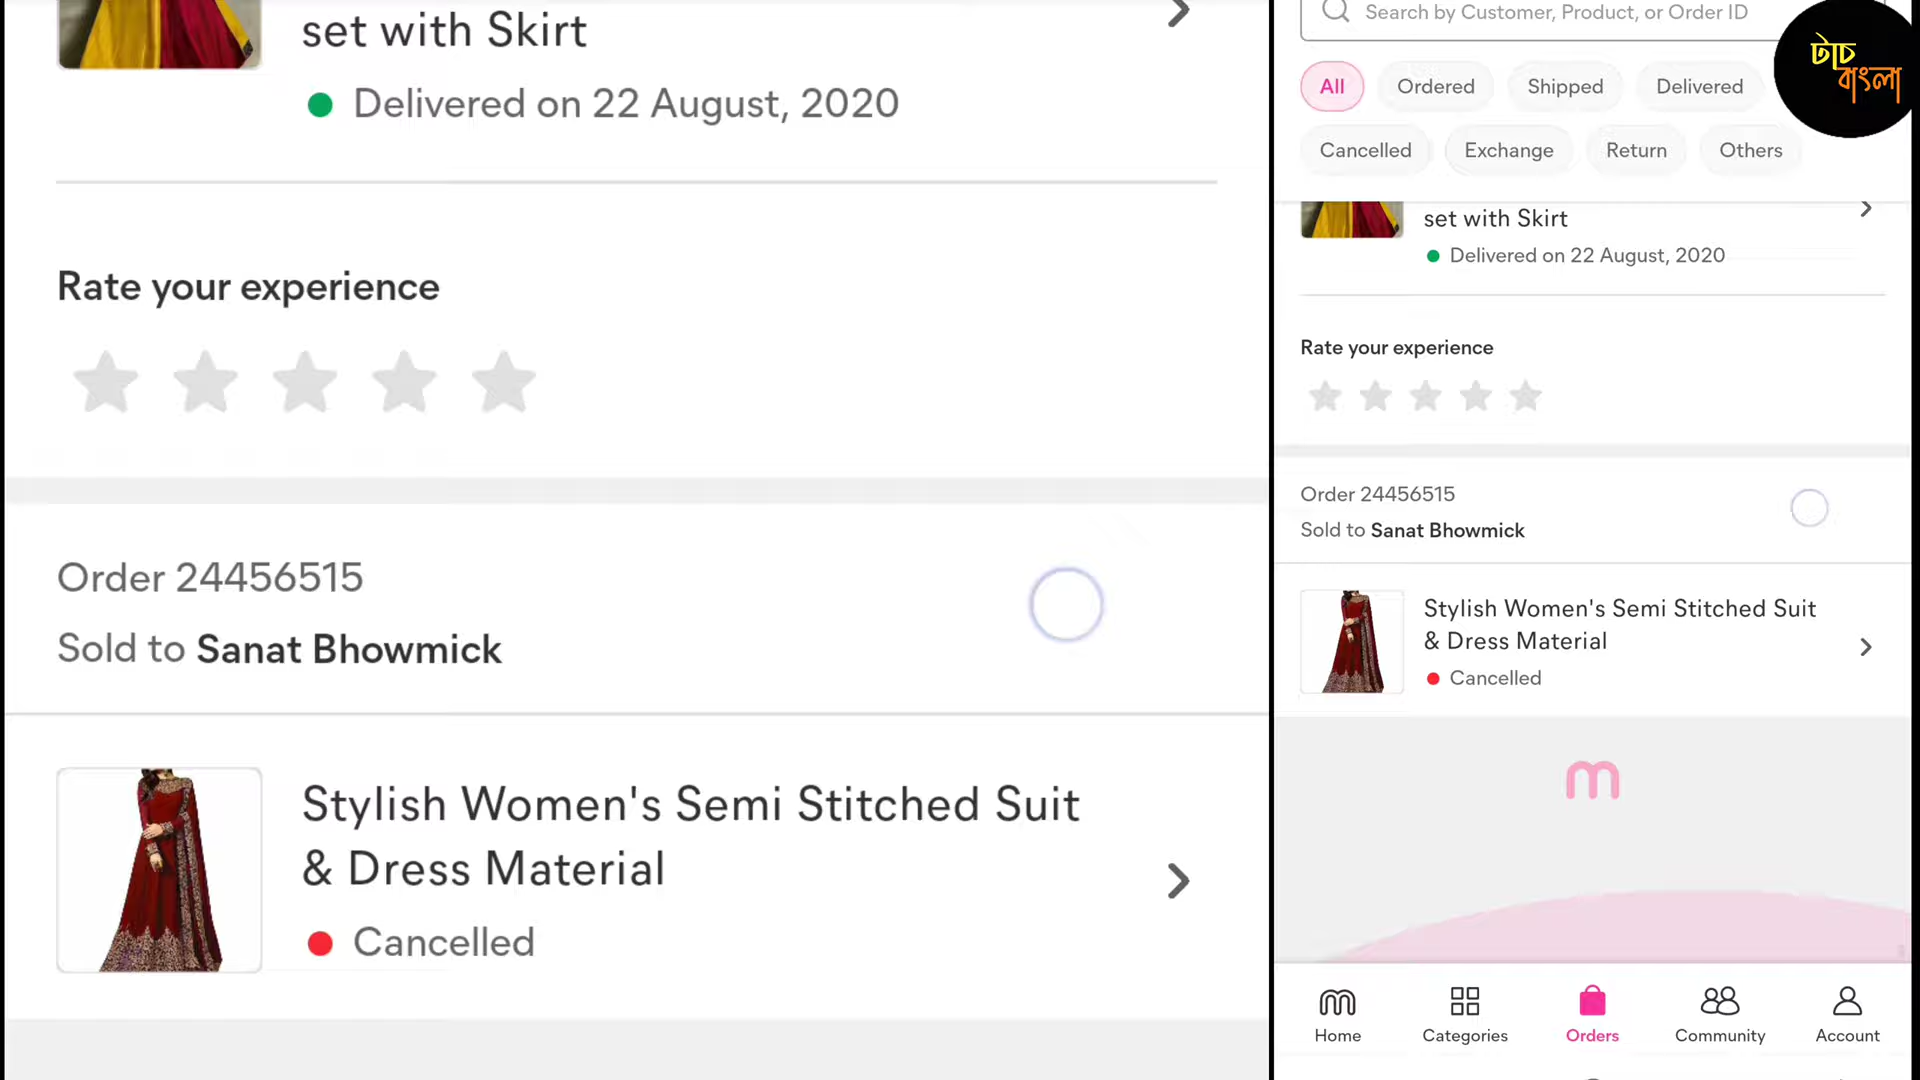 set with Skirt
Delivered on 22 August, 2020
Rate your experience
Order 24456515
Sold to Sanat Bhowmick
Stylish Women's Semi Stitched Suit
& Dress Material
Cancelled
Search by Customer, Product, or Order ID
টাচ
বাংলা
All Ordered Shipped Delivered
Cancelled Exchange Return Others
set with Skirt
Delivered on 22 August, 2020
Rate your experience
Order 24456515
Sold to Sanat Bhowmick
Stylish Women's Semi Stitched Suit
& Dress Material
Cancelled
m
Home Categories Orders Community Account